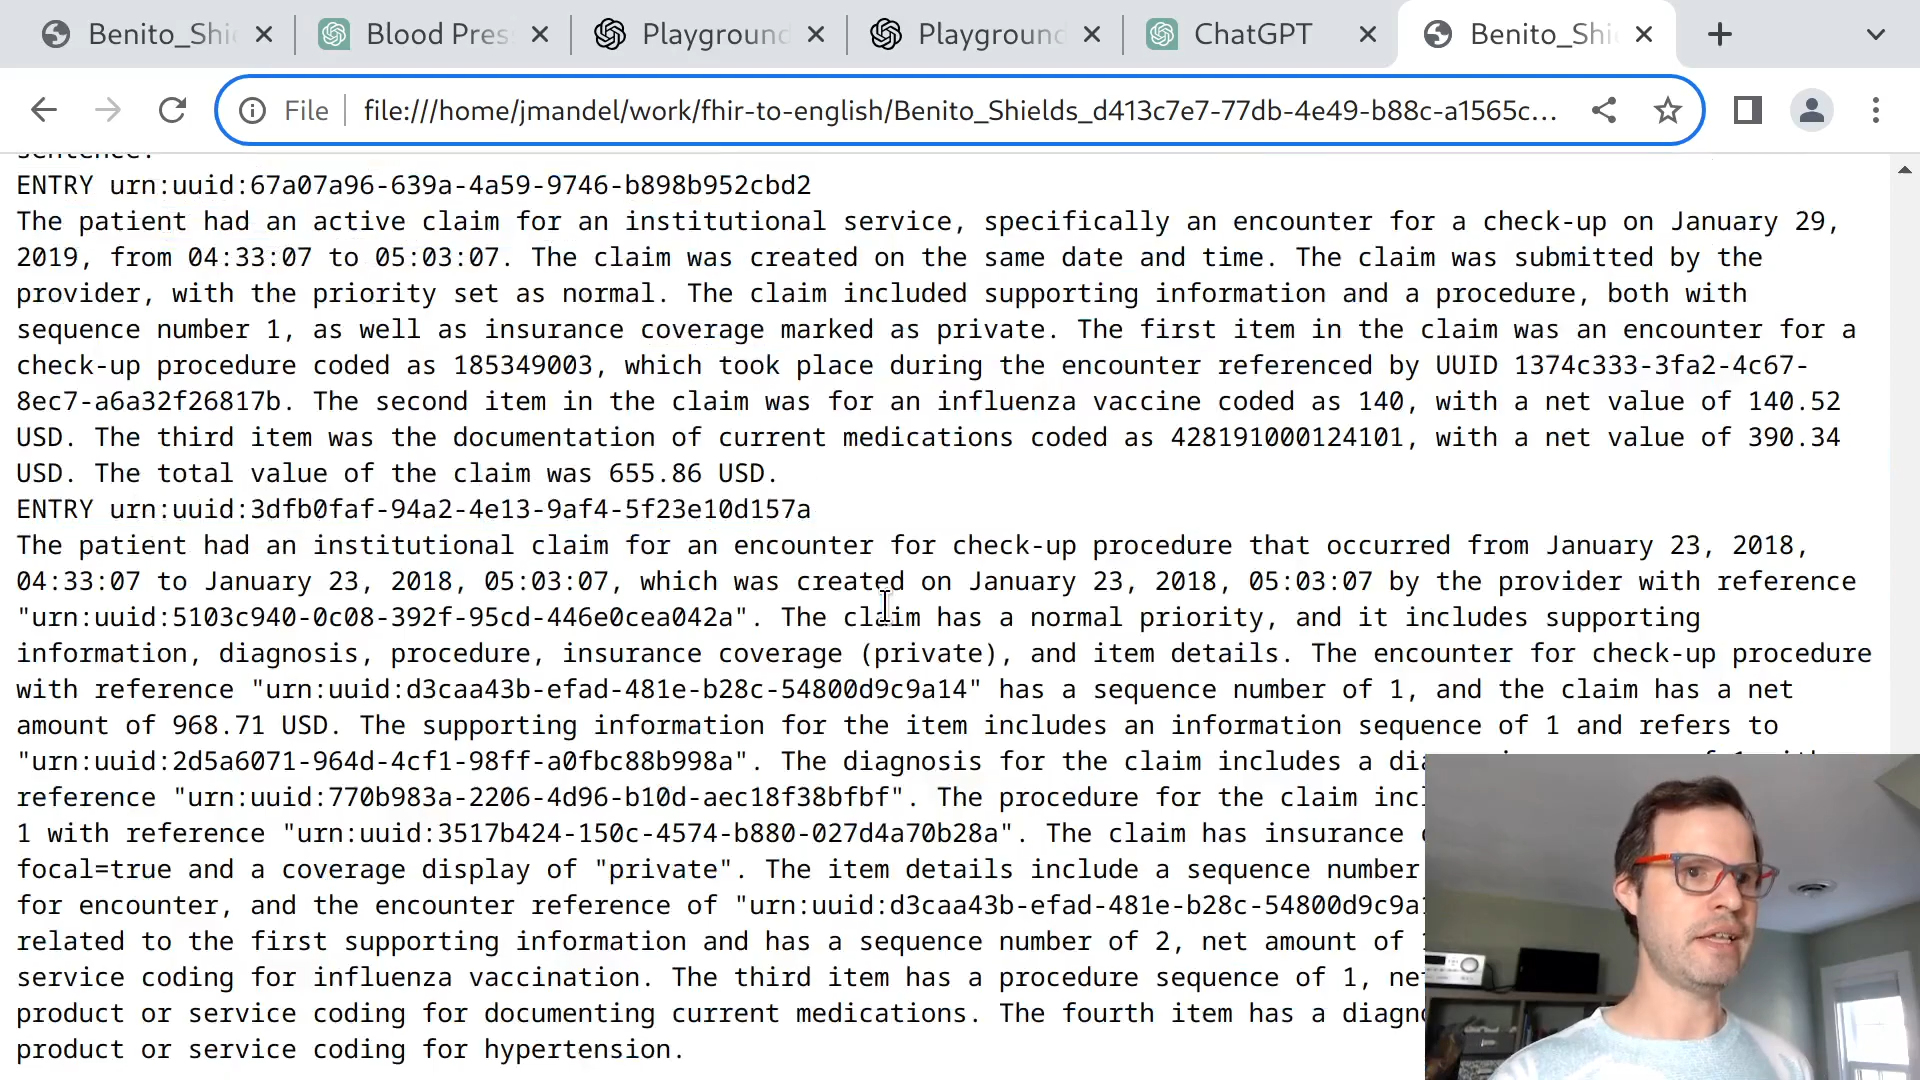 Benito_Shi
Blood Pres
Playground
Playground
ChatGPT
Benito_Shi
File
file:///home/jmandel/work/fhir-to-english/Benito_Shields_d413c7e7-77db-4e49-b88c-a1565c...
sentence.
ENTRY urn:uuid:67a07a96-639a-4a59-9746-b898b952cbd2
The patient had an active claim for an institutional service, specifically an encounter for a check-up on January 29,
2019, from 04:33:07 to 05:03:07. The claim was created on the same date and time. The claim was submitted by the
provider, with the priority set as normal. The claim included supporting information and a procedure, both with
sequence number 1, as well as insurance coverage marked as private. The first item in the claim was an encounter for a
check-up procedure coded as 185349003, which took place during the encounter referenced by UUID 1374c333-3fa2-4c67-
8ec7-a6a32f26817b. The second item in the claim was for an influenza vaccine coded as 140, with a net value of 140.52
USD. The third item was the documentation of current medications coded as 428191000124101, with a net value of 390.34
USD. The total value of the claim was 655.86 USD.
ENTRY urn:uuid:3dfb0faf-94a2-4e13-9af4-5f23e10d157a
The patient had an institutional claim for an encounter for check-up procedure that occurred from January 23, 2018,
04:33:07 to January 23, 2018, 05:03:07, which was created on January 23, 2018, 05:03:07 by the provider with reference
"urn:uuid:5103c940-0c08-392f-95cd-446e0cea042a". The claim has a normal priority, and it includes supporting
information, diagnosis, procedure, insurance coverage (private), and item details. The encounter for check-up procedure
with reference "urn:uuid:d3caa43b-efad-481e-b28c-54800d9c9a14" has a sequence number of 1, and the claim has a net
amount of 968.71 USD. The supporting information for the item includes an information sequence of 1 and refers to
"urn:uuid:2d5a6071-964d-4cf1-98ff-a0fbc88b998a". The diagnosis for the claim includes a
reference "urn:uuid:770b983a-2206-4d96-b10d-aec18f38bfbf". The procedure for the claim
1 with reference "urn:uuid:3517b424-150c-4574-b880-027d4a70b28a". The claim has insurance
focal=true and a coverage display of "private". The item details include a sequence number
for encounter, and the encounter reference of "urn:uuid:d3caa43b-efad-481e-b28c-54800d9c9a
related to the first supporting information and has a sequence number of 2, net amount of
service coding for influenza vaccination. The third item has a procedure sequence of 1,
product or service coding for documenting current medications. The fourth item has a
product or service coding for hypertension.